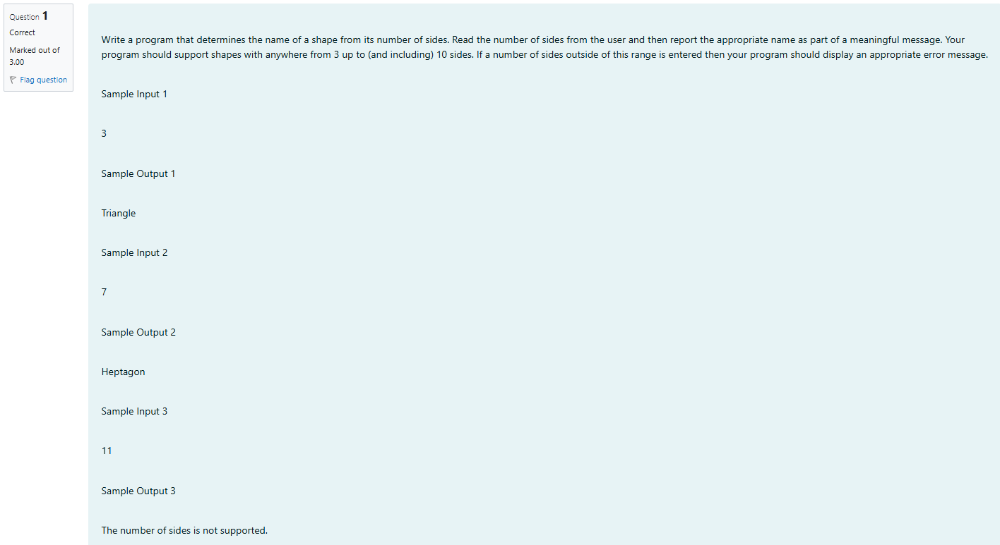 Question 1
Correct
Marked out of
3.00
Flag question
Write a program that determines the name of a shape from its number of sides. Read the number of sides from the user and then report the appropriate name as part of a meaningful message. Your
program should support shapes with anywhere from 3 up to (and including) 10 sides. If a number of sides outside of this range is entered then your program should display an appropriate error message.
Sample Input 1
3
Sample Output 1
Triangle
Sample Input 2
7
Sample Output 2
Heptagon
Sample Input 3
11
Sample Output 3
The number of sides is not supported.